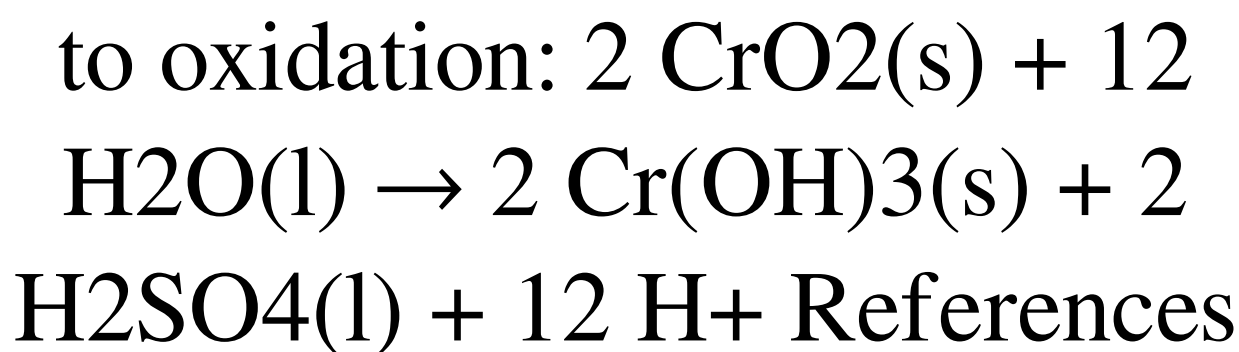 to oxidation: 2 CrO2(s) + 12
H2O(l) → 2 Cr(OH)3(s) + 2
H2SO4(l) + 12 H+ References